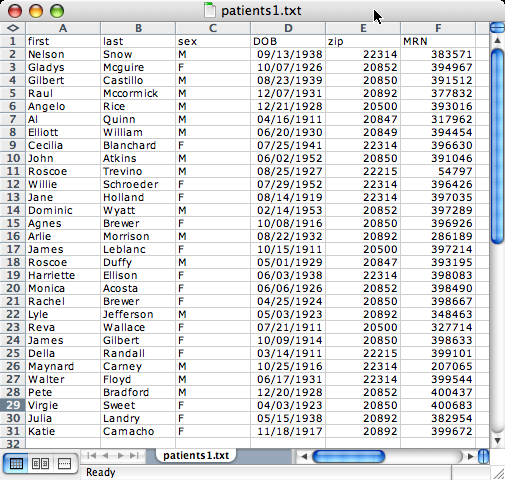 patients1.txt
A B C D E F
1 first last sex DOB zip MRN
2 Nelson Snow M 09/13/1938 22314 383571
3 Gladys Mcguire F 10/07/1926 20852 394967
4 Gilbert Castillo M 08/23/1939 20850 391512
5 Raul Mccormick M 12/07/1931 20892 377832
6 Angelo Rice M 12/21/1928 20500 393016
7 Al Quinn M 04/16/1911 20847 317962
8 Elliott William M 06/20/1930 20849 394454
9 Cecilia Blanchard F 07/25/1941 22314 396630
10 John Atkins M 06/02/1952 20850 391046
11 Roscoe Trevino M 08/25/1931 22215 54797
12 Willie Schroeder F 07/29/1952 22314 396426
13 Jane Holland F 08/14/1919 22314 397035
14 Dominic Wyatt M 02/14/1953 20852 397289
15 Agnes Brewer F 10/08/1916 20850 396926
16 Arlie Morrison M 08/22/1932 20892 286189
17 James Leblanc F 10/15/1911 20500 397214
18 Roscoe Duffy M 05/01/1929 20847 393195
19 Harriette Ellison F 06/03/1938 22314 398083
20 Monica Acosta F 06/06/1926 20852 398490
21 Rachel Brewer F 04/25/1924 20850 398667
22 Lyle Jefferson M 05/03/1923 20892 348463
23 Reva Wallace F 07/21/1911 20500 327714
24 James Gilbert F 10/09/1914 20850 398633
25 Della Randall F 03/14/1911 22215 399101
26 Maynard Carney M 10/25/1916 22314 207065
27 Walter Floyd M 06/17/1931 22314 399544
28 Pete Bradford M 12/20/1928 20852 400437
29 Virgie Sweet F 04/03/1923 20850 400683
30 Julia Landry F 05/15/1938 20892 382954
31 Katie Camacho F 11/18/1917 20892 399672
32
patients1.txt
Ready